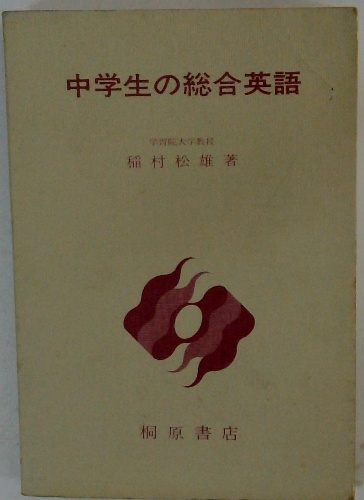 中学生の総合英語
学習院大学教授
稲村松雄著
桐原書店